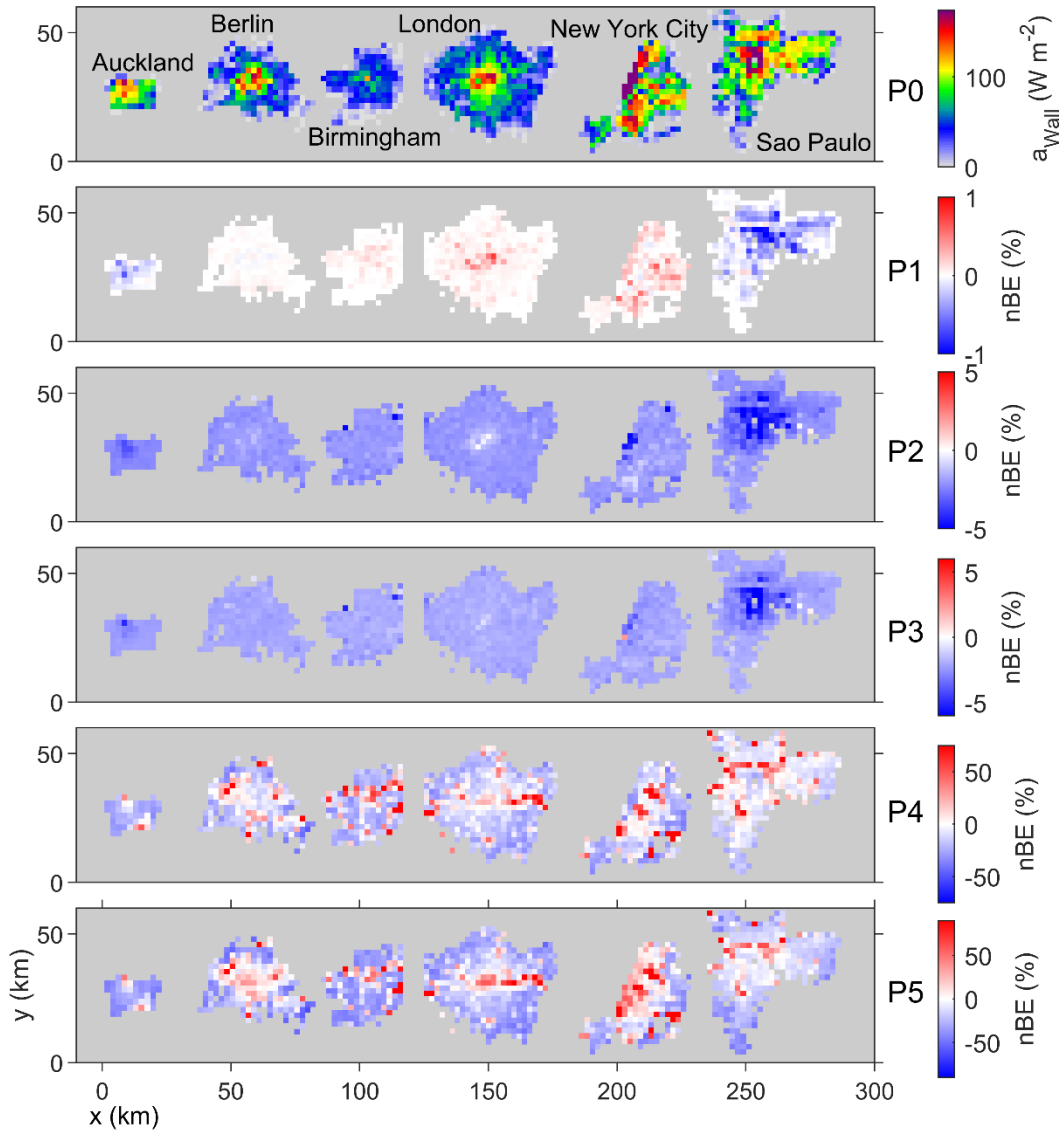 50
0
Auckland
Berlin
Birmingham
London
New York City
Sao Paulo
P0
100
0
a_Wall (W m^-2)
50
0
P1
1
0
-1
nBE (%)
50
0
P2
5
0
-5
nBE (%)
50
0
P3
5
0
-5
nBE (%)
50
0
P4
50
0
-50
nBE (%)
50
0
P5
50
0
-50
nBE (%)
y (km)
0 50 100 150 200 250 300
x (km)